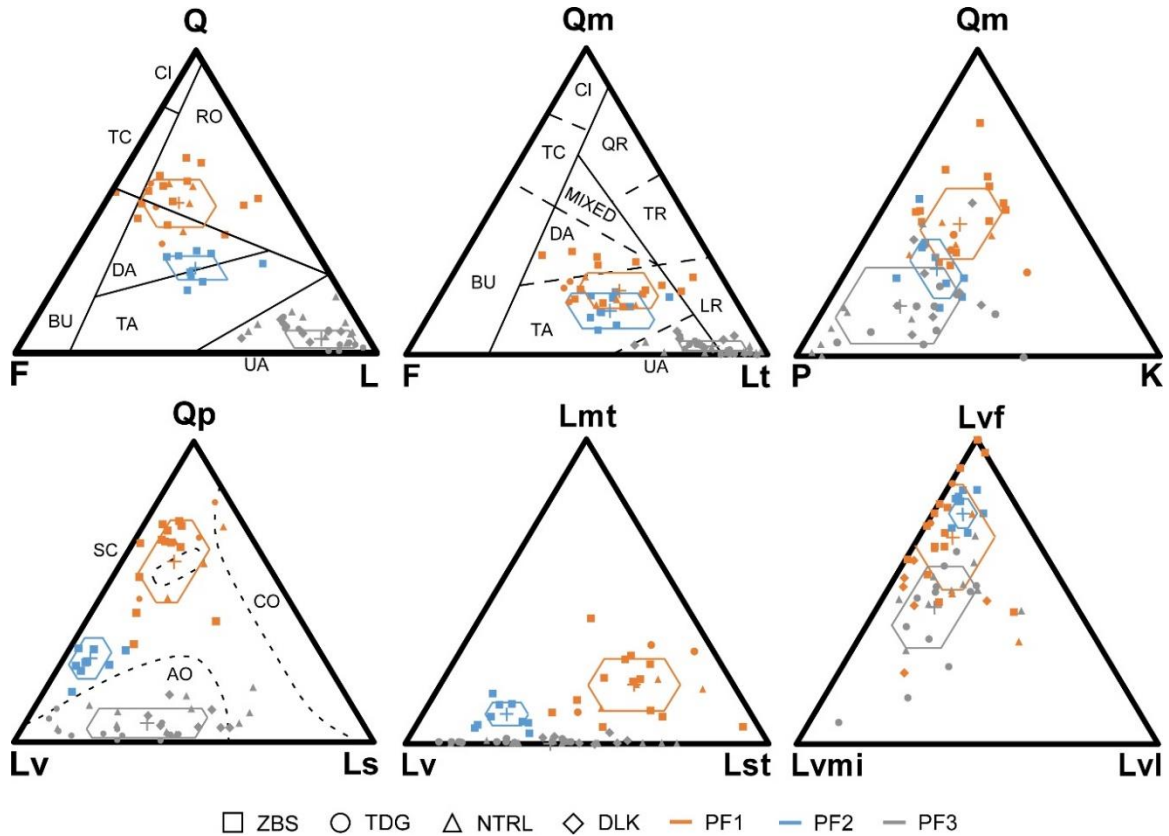 Q Qm Qm
CI
RO
TC
DA
BU
TA
UA
F L
CI
QR
TC
MIXED
TR
DA
BU
LR
TA
UA
F Lt
P K
Qp Lmt Lvf
SC
CO
AO
Lv Ls Lv Lst Lvmi Lvl
ZBS TDG NTRL DLK PF1 PF2 PF3